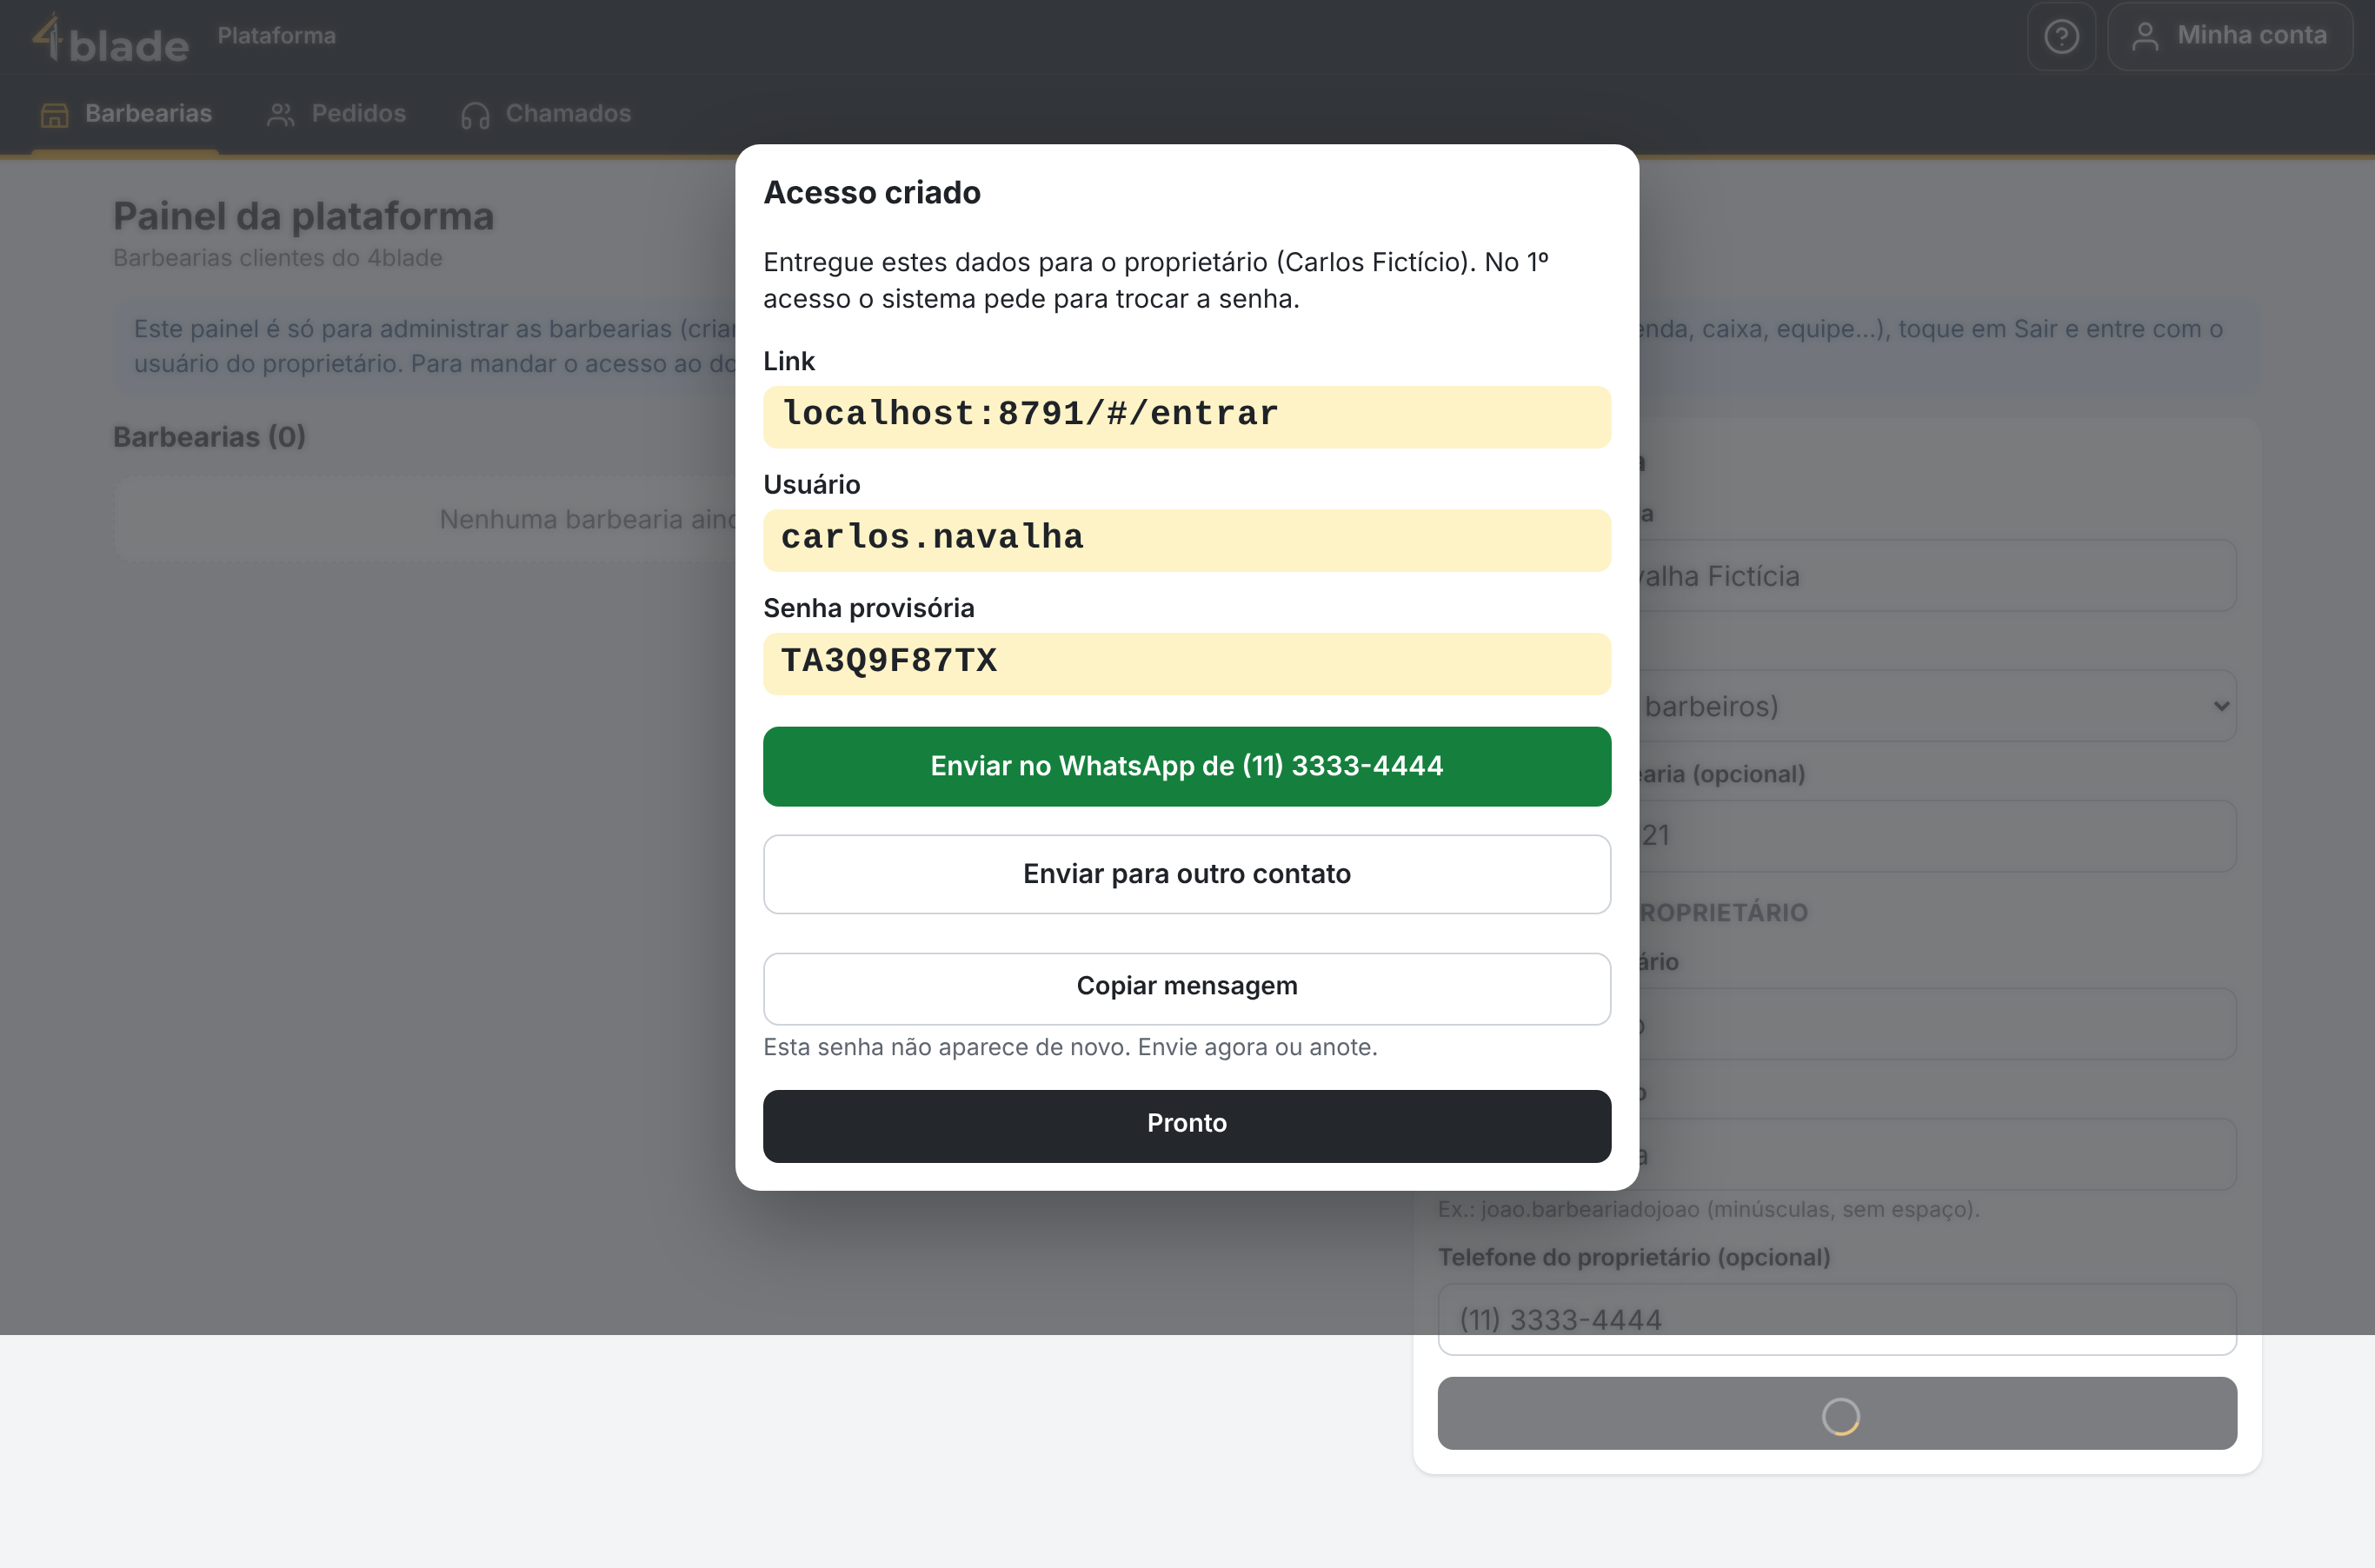 4blade
Plataforma
Minha conta
Barbearias
Pedidos
Chamados
Painel da plataforma
Barbearias clientes do 4blade
Este painel é só para administrar as barbearias (criar
enda, caixa, equipe...), toque em Sair e entre com o
usuário do proprietário. Para mandar o acesso ao do
Barbearias (0)
Nenhuma barbearia aind
Acesso criado
Entregue estes dados para o proprietário (Carlos Fictício). No 1º
acesso o sistema pede para trocar a senha.
Link
localhost:8791/#/entrar
Usuário
carlos.navalha
Senha provisória
TA3Q9F87TX
Enviar no WhatsApp de (11) 3333-4444
Enviar para outro contato
Copiar mensagem
Esta senha não aparece de novo. Envie agora ou anote.
Pronto
valha Fictícia
barbeiros)
earia (opcional)
21
ROPRIETÁRIO
ário
Ex.: joao.barbeariadojoao (minúsculas, sem espaço).
Telefone do proprietário (opcional)
(11) 3333-4444